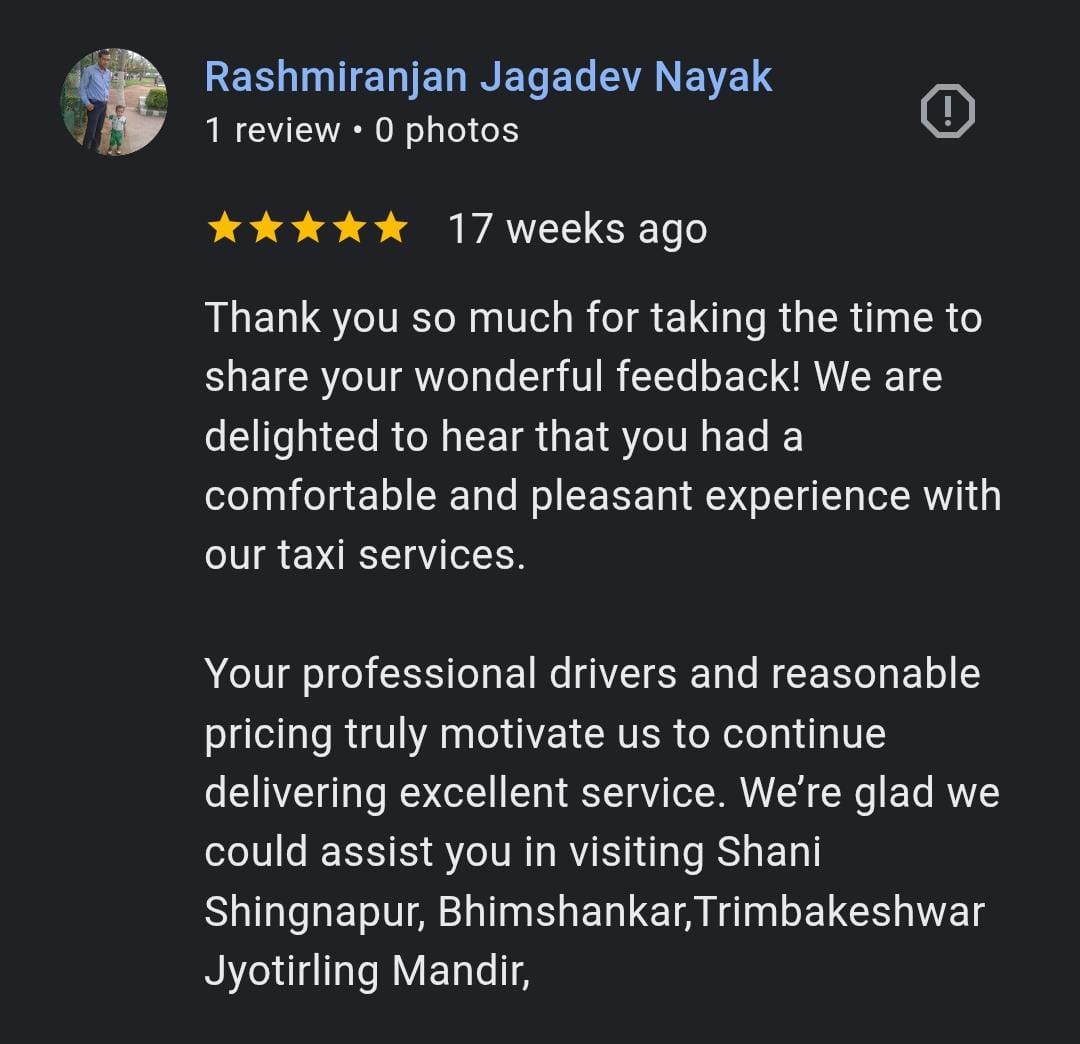 Rashmiranjan Jagadev Nayak
1 review • 0 photos
17 weeks ago
Thank you so much for taking the time to
share your wonderful feedback! We are
delighted to hear that you had a
comfortable and pleasant experience with
our taxi services.
Your professional drivers and reasonable
pricing truly motivate us to continue
delivering excellent service. We’re glad we
could assist you in visiting Shani
Shingnapur, Bhimshankar,Trimbakeshwar
Jyotirling Mandir,